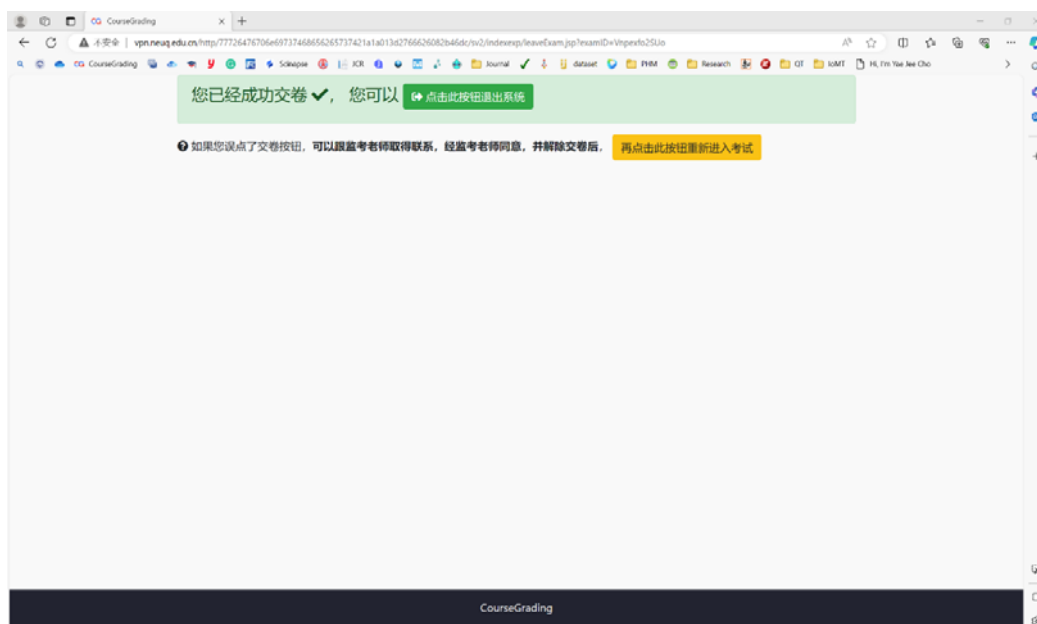 CourseGrading
不安全 | vpn.neuq.edu.cn/http/77726476706e69737468656265737421a1a013d2766626082b46dc/sv2/indexexp/leaveExam.jsp?examID=Vnpexfo2SUo
CourseGrading Scinapse JCR Journal dataset PHM Research QT IoMT Hi, I'm Yae Jee Cho
您已经成功交卷✔，您可以 点击此按钮退出系统
如果您误点了交卷按钮，可以跟监考老师取得联系，经监考老师同意，并解除交卷后， 再点击此按钮重新进入考试
CourseGrading